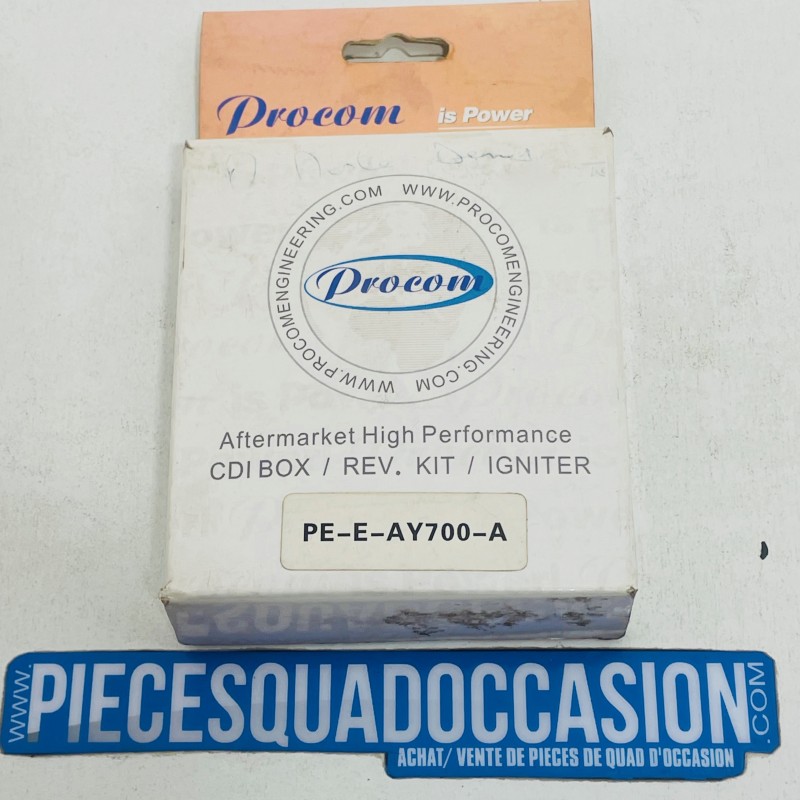 Procom is Power
WWW.PROCOMENGINEERING.COM WWW.PROCOMENGINEERING.COM
Procom
Aftermarket High Performance
CDI BOX / REV. KIT / IGNITER
PE-E-AY700-A
WWW.PIECESQUADOCCASION.COM
ACHAT/ VENTE DE PIECES DE QUAD D'OCCASION